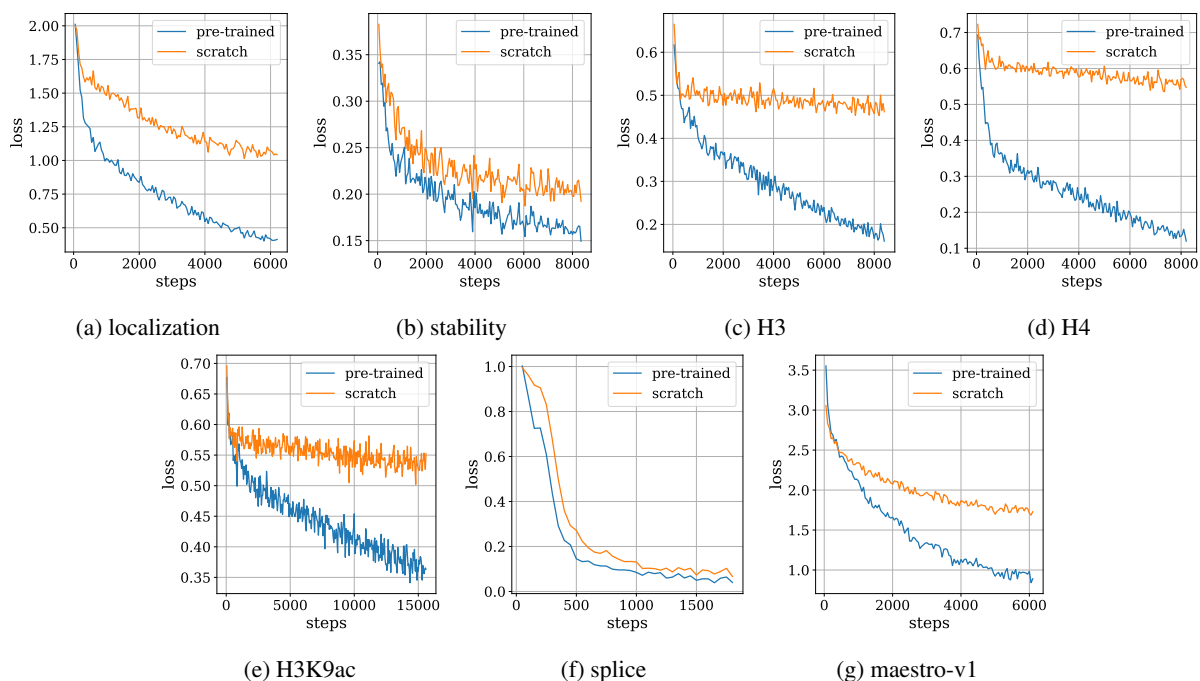 2.00
1.75
1.50
1.25
1.00
0.75
0.50
loss
pre-trained
scratch
0
2000
4000
6000
steps
(a) localization
0.35
0.30
0.25
0.20
0.15
loss
pre-trained
scratch
0
2000
4000
6000
8000
steps
(b) stability
0.6
0.5
0.4
0.3
0.2
loss
pre-trained
scratch
0
2000
4000
6000
8000
steps
(c) H3
0.7
0.6
0.5
0.4
0.3
0.2
0.1
loss
pre-trained
scratch
0
2000
4000
6000
8000
steps
(d) H4
0.70
0.65
0.60
0.55
0.50
0.45
0.40
0.35
loss
pre-trained
scratch
0
5000
10000
15000
steps
(e) H3K9ac
1.0
0.8
0.6
0.4
0.2
0.0
loss
pre-trained
scratch
0
500
1000
1500
steps
(f) splice
3.5
3.0
2.5
2.0
1.5
1.0
loss
pre-trained
scratch
0
2000
4000
6000
steps
(g) maestro-v1